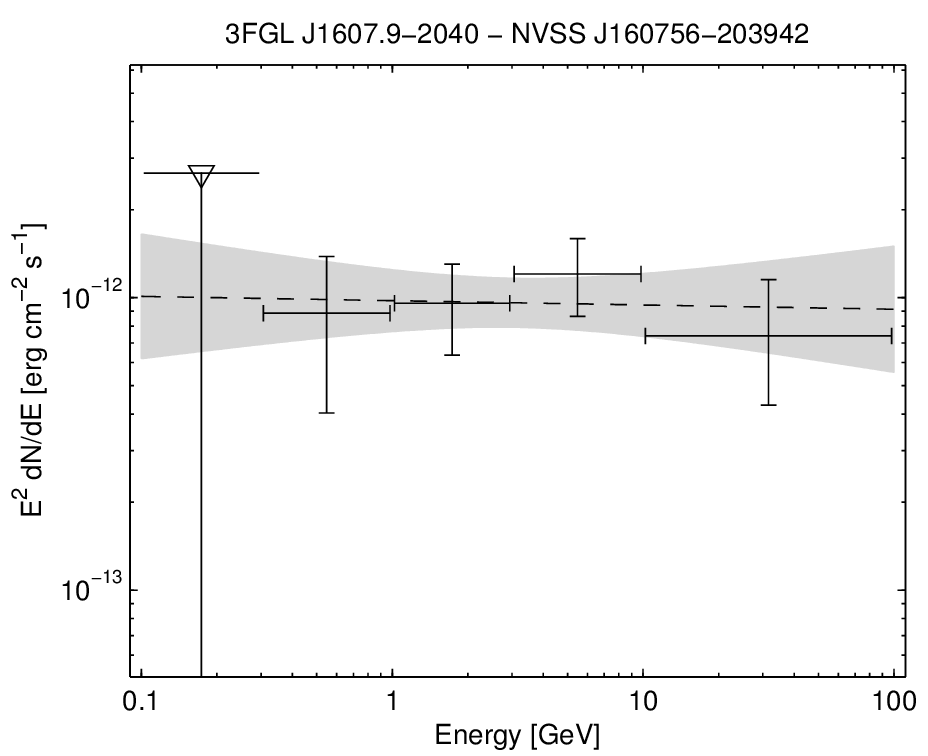 3FGL J1607.9−2040 − NVSS J160756−203942
E² dN/dE [erg cm⁻² s⁻¹]
10⁻¹²
10⁻¹³
0.1 1 10 100
Energy [GeV]